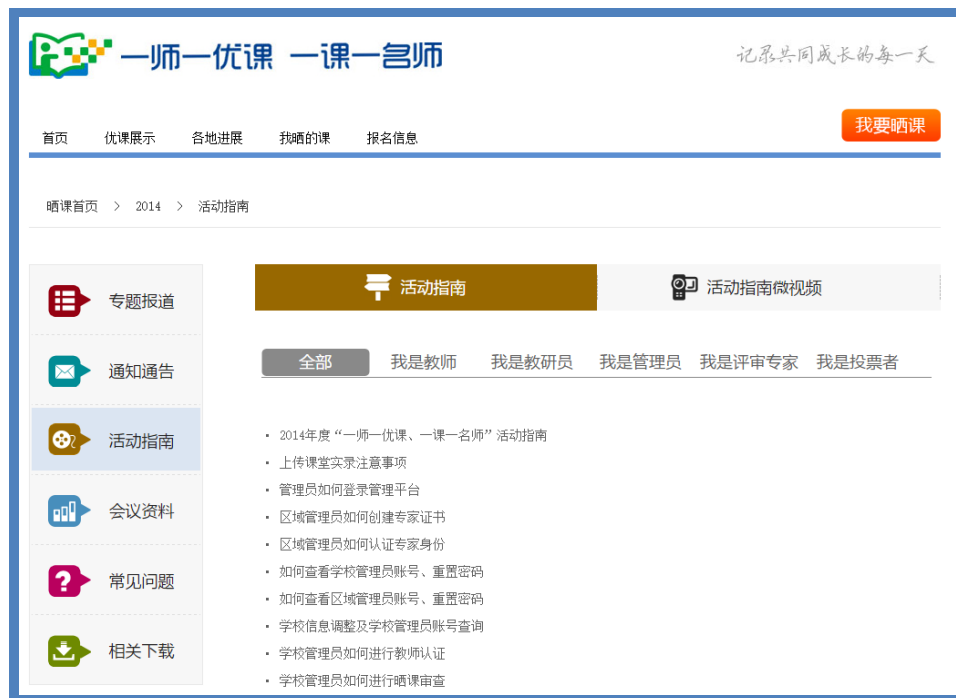 一师一优课 一课一名师
记录共同成长的每一天
首页 优课展示 各地进展 我晒的课 报名信息
我要晒课
晒课首页 > 2014 > 活动指南
专题报道
通知通告
活动指南
会议资料
常见问题
相关下载
活动指南 活动指南微视频
全部 我是教师 我是教研员 我是管理员 我是评审专家 我是投票者
· 2014年度“一师一优课、一课一名师”活动指南
· 上传课堂实录注意事项
· 管理员如何登录管理平台
· 区域管理员如何创建专家证书
· 区域管理员如何认证专家身份
· 如何查看学校管理员账号、重置密码
· 如何查看区域管理员账号、重置密码
· 学校信息调整及学校管理员账号查询
· 学校管理员如何进行教师认证
· 学校管理员如何进行晒课审查